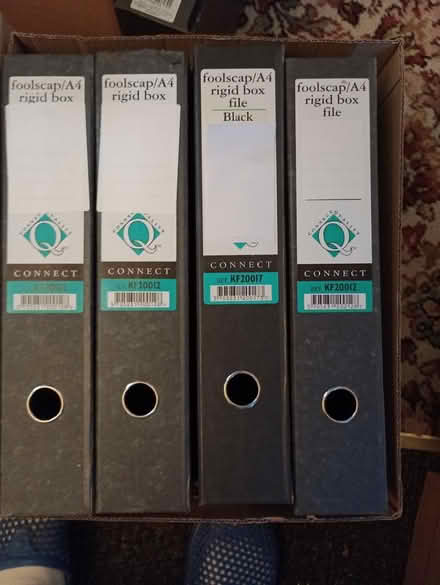 foolscap/A4
rigid box
foolscap/A4
rigid box
foolscap/A4
rigid box
file
Black
foolscap/A4
rigid box
file
Q
CONNECT
Q
CONNECT
KF20012
CONNECT
KF20017
Q
CONNECT
KF20012